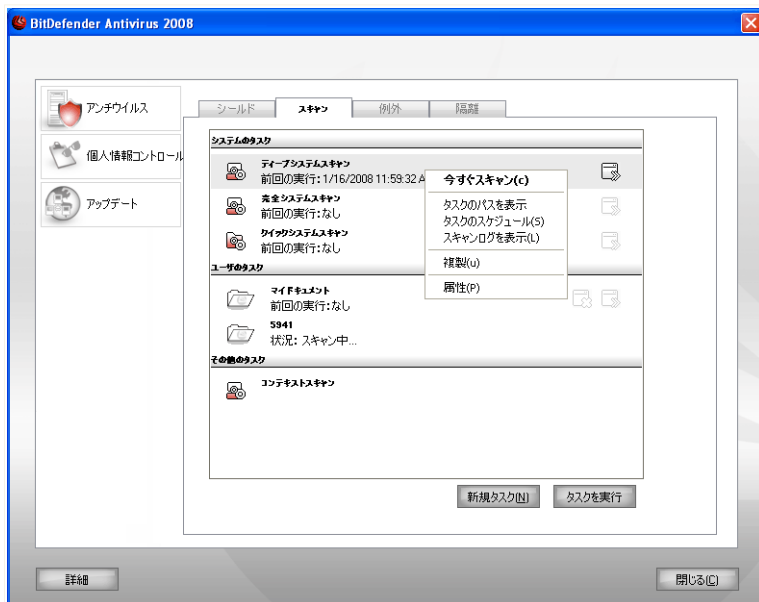 BitDefender Antivirus 2008
アンチウイルス
個人情報コントロール
アップデート
シールド
スキャン
例外
隔離
システムのタスク
ディープシステムスキャン
前回の実行:1/16/2008 11:59:32 A
完全システムスキャン
前回の実行:なし
クイックシステムスキャン
前回の実行:なし
今すぐスキャン(c)
タスクのパスを表示
タスクのスケジュール(S)
スキャンログを表示(L)
複製(u)
属性(P)
ユーザのタスク
マイドキュメント
前回の実行:なし
5941
状況: スキャン中...
その他のタスク
コンテキストスキャン
新規タスク(N)
タスクを実行
詳細
閉じる(C)